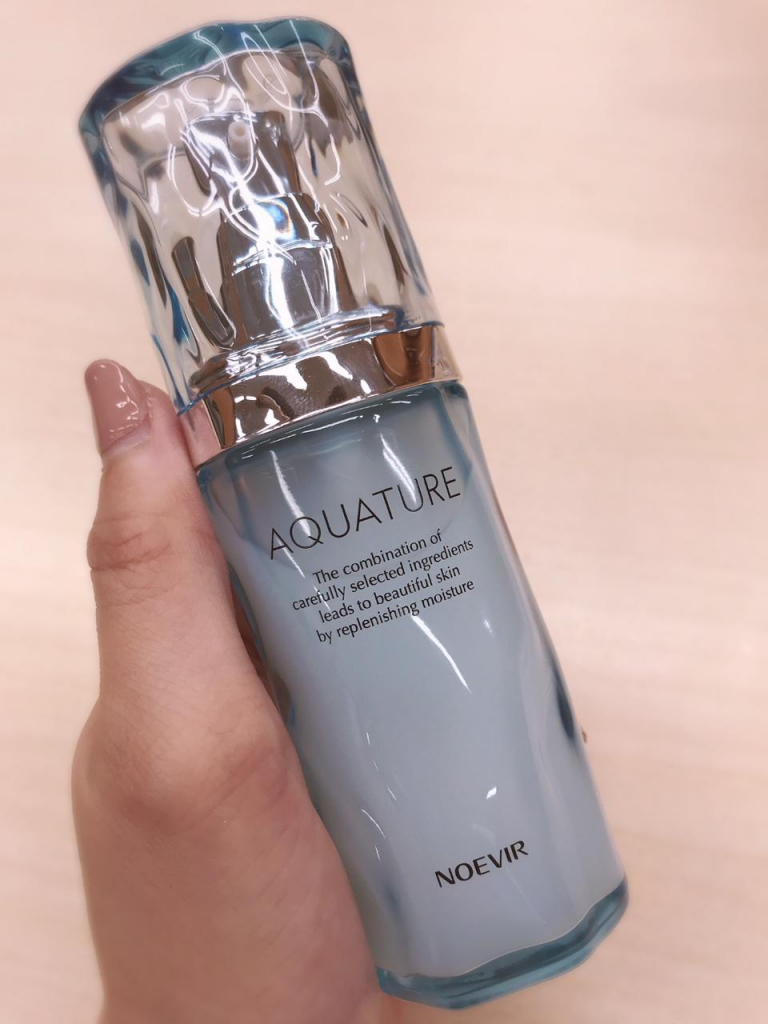 AQUATURE
The combination of
carefully selected ingredients
leads to beautiful skin
by replenishing moisture
NOEVIR